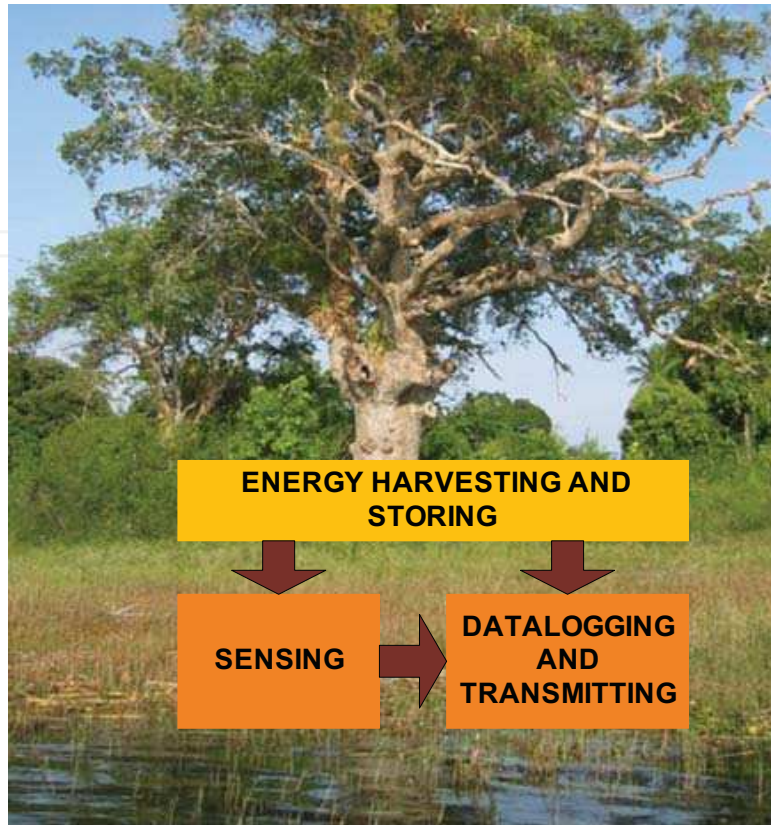 ENERGY HARVESTING AND
STORING
SENSING
DATALOGGING
AND
TRANSMITTING